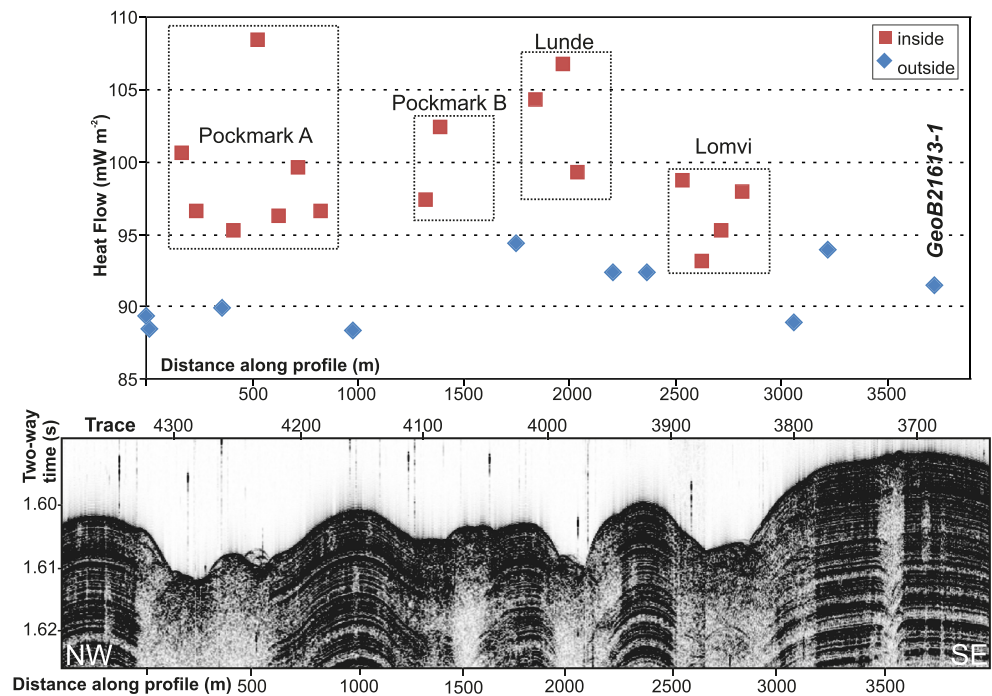 110
105
100
95
90
85
Heat Flow (mW m⁻²)
Pockmark A
Pockmark B
Lunde
Lomvi
inside
outside
GeoB21613-1
Distance along profile (m)
500 1000 1500 2000 2500 3000 3500
Trace 4300 4200 4100 4000 3900 3800 3700
Two-way
time (s)
1.60
1.61
1.62
NW
SE
Distance along profile (m) 500 1000 1500 2000 2500 3000 3500